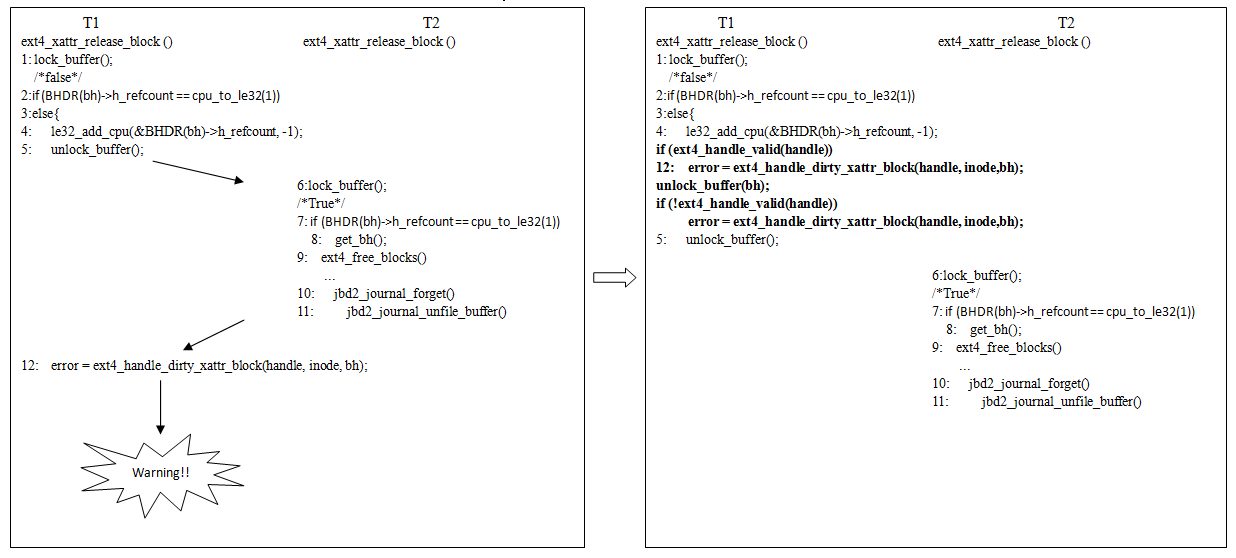 T1 T2
ext4_xattr_release_block () ext4_xattr_release_block ()
1:lock_buffer();
/*false*/
2:if(BHDR(bh)->h_refcount == cpu_to_le32(1))
3:else{
4: le32_add_cpu(&BHDR(bh)->h_refcount, -1);
5: unlock_buffer();
6:lock_buffer();
/*True*/
7: if (BHDR(bh)->h_refcount == cpu_to_le32(1))
8: get_bh();
9: ext4_free_blocks()
...
10: jbd2_journal_forget()
11: jbd2_journal_unfile_buffer()
12: error = ext4_handle_dirty_xattr_block(handle, inode, bh);
Warning!!
T1 T2
ext4_xattr_release_block () ext4_xattr_release_block ()
1:lock_buffer();
/*false*/
2:if(BHDR(bh)->h_refcount == cpu_to_le32(1))
3:else{
4: le32_add_cpu(&BHDR(bh)->h_refcount, -1);
if (ext4_handle_valid(handle))
12: error = ext4_handle_dirty_xattr_block(handle, inode,bh);
unlock_buffer(bh);
if (!ext4_handle_valid(handle))
error = ext4_handle_dirty_xattr_block(handle, inode,bh);
5: unlock_buffer();
6:lock_buffer();
/*True*/
7: if (BHDR(bh)->h_refcount == cpu_to_le32(1))
8: get_bh();
9: ext4_free_blocks()
...
10: jbd2_journal_forget()
11: jbd2_journal_unfile_buffer()